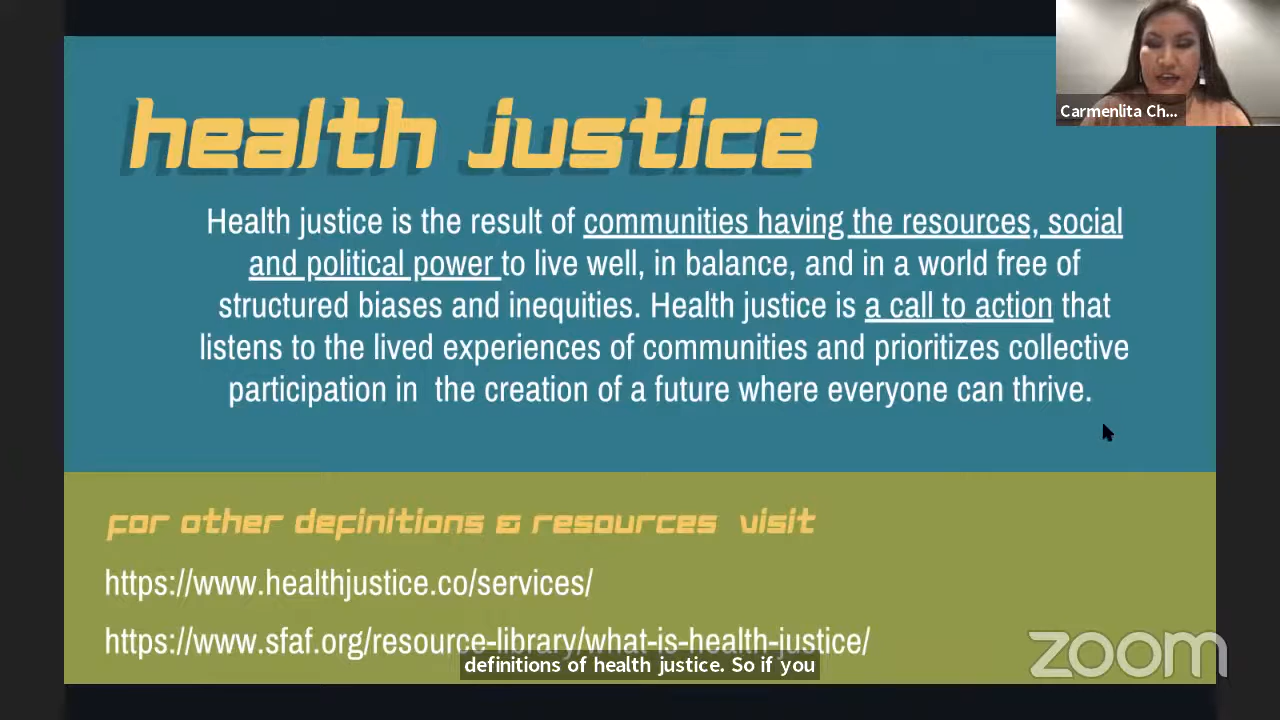 health justice
Carmenlita Ch...
Health justice is the result of communities having the resources, social
and political power to live well, in balance, and in a world free of
structured biases and inequities. Health justice is a call to action that
listens to the lived experiences of communities and prioritizes collective
participation in  the creation of a future where everyone can thrive.
for other definitions & resources  visit
https://www.healthjustice.co/services/
https://www.sfaf.org/resource-library/what-is-health-justice/
definitions of health justice. So if you
zoom